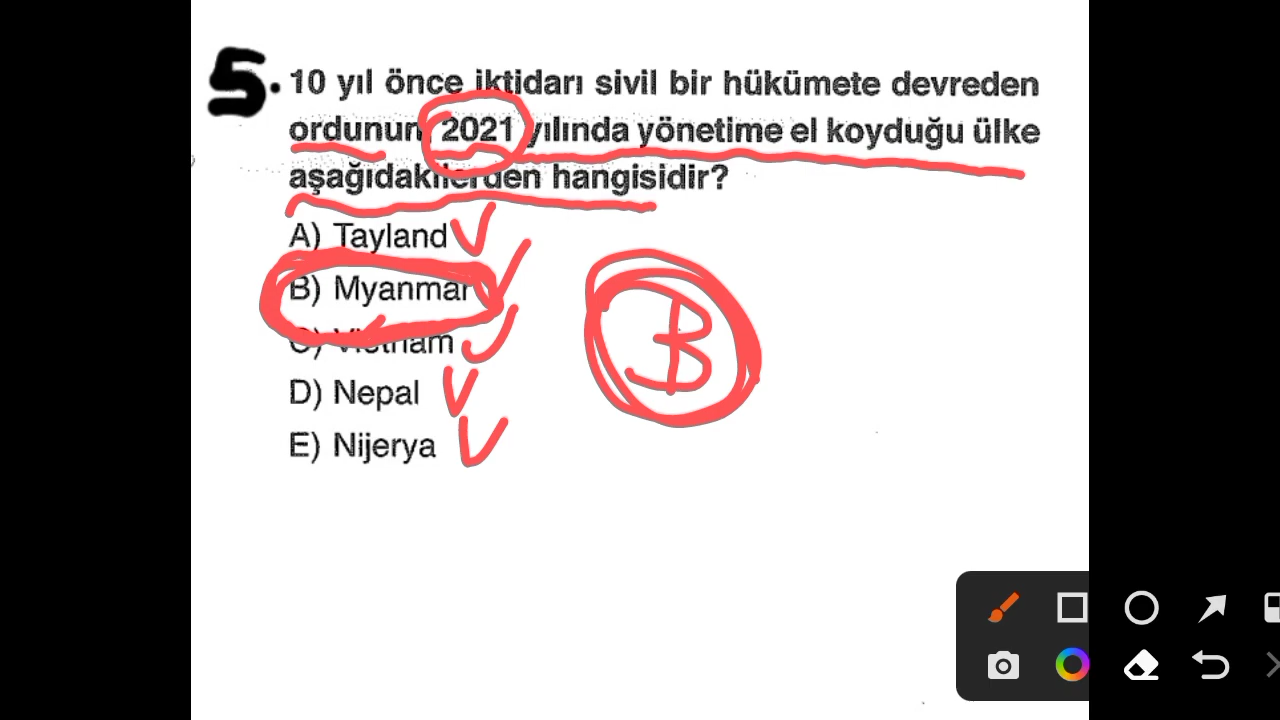 5. 10 yıl önce iktidarı sivil bir hükümete devreden
ordunun 2021 yılında yönetime el koyduğu ülke
aşağıdakilerden hangisidir?
A) Tayland
B) Myanmar
C) Vietnam
D) Nepal
E) Nijerya
B